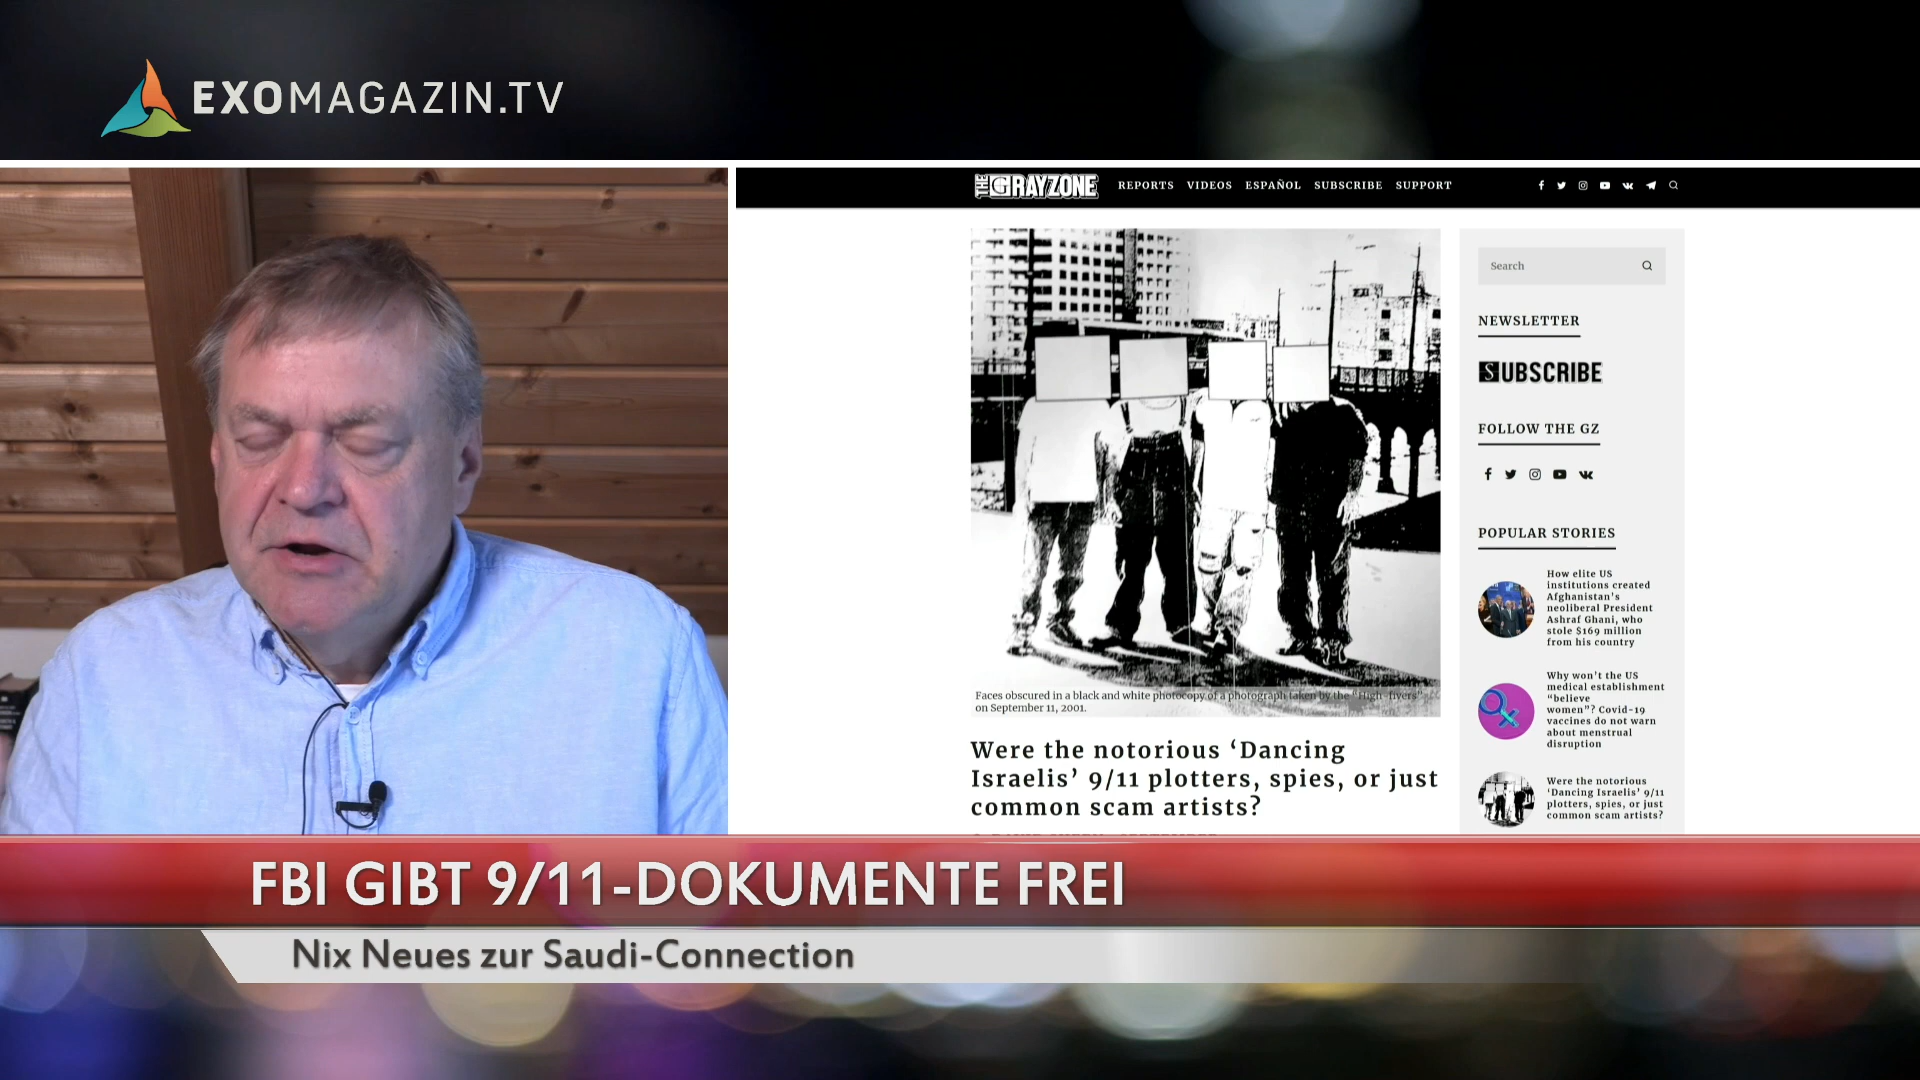 EXOMAGAZIN.TV
THE GRAYZONE
REPORTS VIDEOS ESPAÑOL SUBSCRIBE SUPPORT
Search
NEWSLETTER
SUBSCRIBE
FOLLOW THE GZ
POPULAR STORIES
How elite US
institutions created
Afghanistan's
neoliberal President
Ashraf Ghani, who
stole $169 million
from his country
Why won't the US
medical establishment
“believe
women”? Covid-19
vaccines do not warn
about menstrual
disruption
Were the notorious
‘Dancing Israelis’ 9/11
plotters, spies, or just
common scam artists?
Faces obscured in a black and white photocopy of a photograph taken by the “High-fivers”
on September 11, 2001.
Were the notorious ‘Dancing
Israelis’ 9/11 plotters, spies, or just
common scam artists?
FBI GIBT 9/11-DOKUMENTE FREI
Nix Neues zur Saudi-Connection